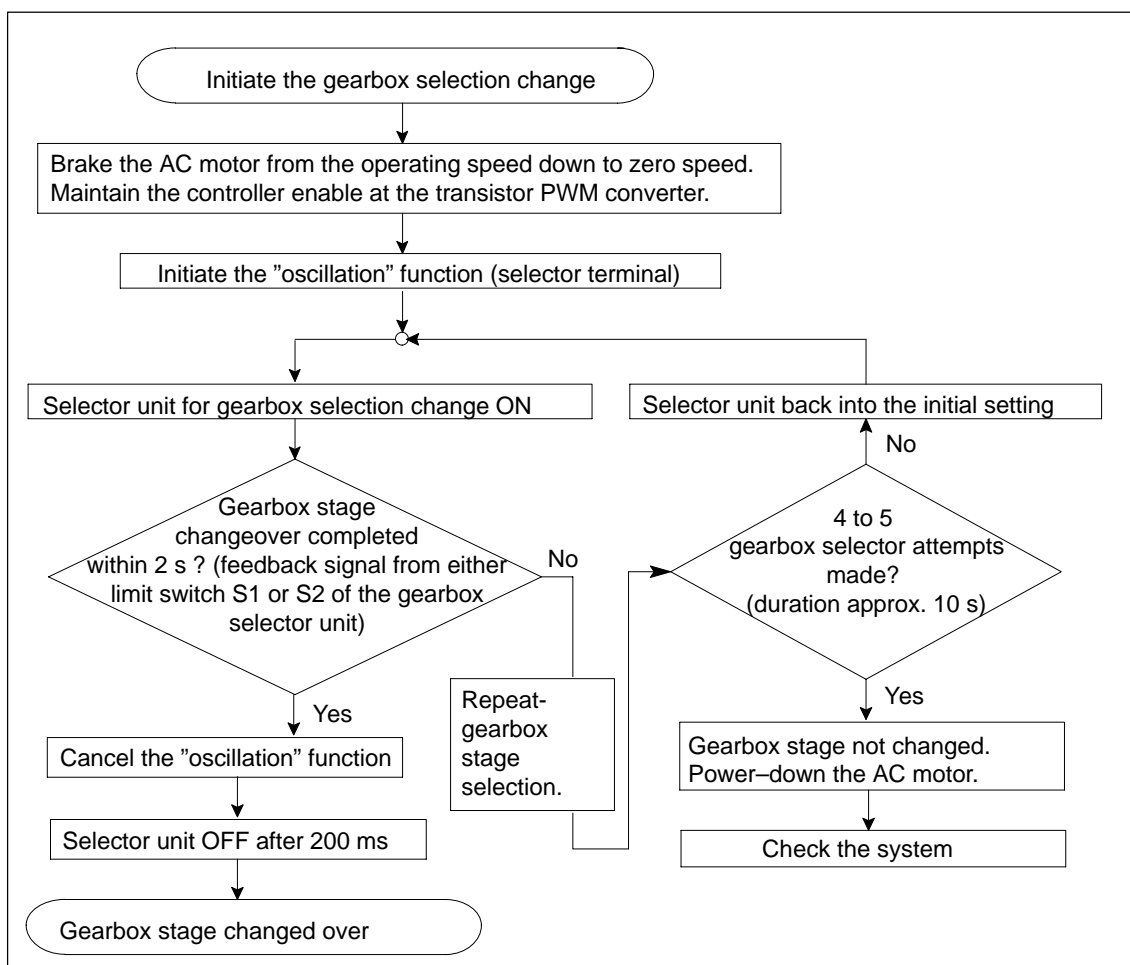 Initiate the gearbox selection change
Brake the AC motor from the operating speed down to zero speed.
Maintain the controller enable at the transistor PWM converter.
Initiate the ”oscillation” function (selector terminal)
Selector unit for gearbox selection change ON
Selector unit back into the initial setting
No
Gearbox stage
changeover completed
within 2 s ? (feedback signal from either
limit switch S1 or S2 of the gearbox
selector unit)
No
4 to 5
gearbox selector attempts
made?
(duration approx. 10 s)
Yes
Repeat-
gearbox
stage
selection.
Yes
Cancel the ”oscillation” function
Gearbox stage not changed.
Power–down the AC motor.
Selector unit OFF after 200 ms
Check the system
Gearbox stage changed over